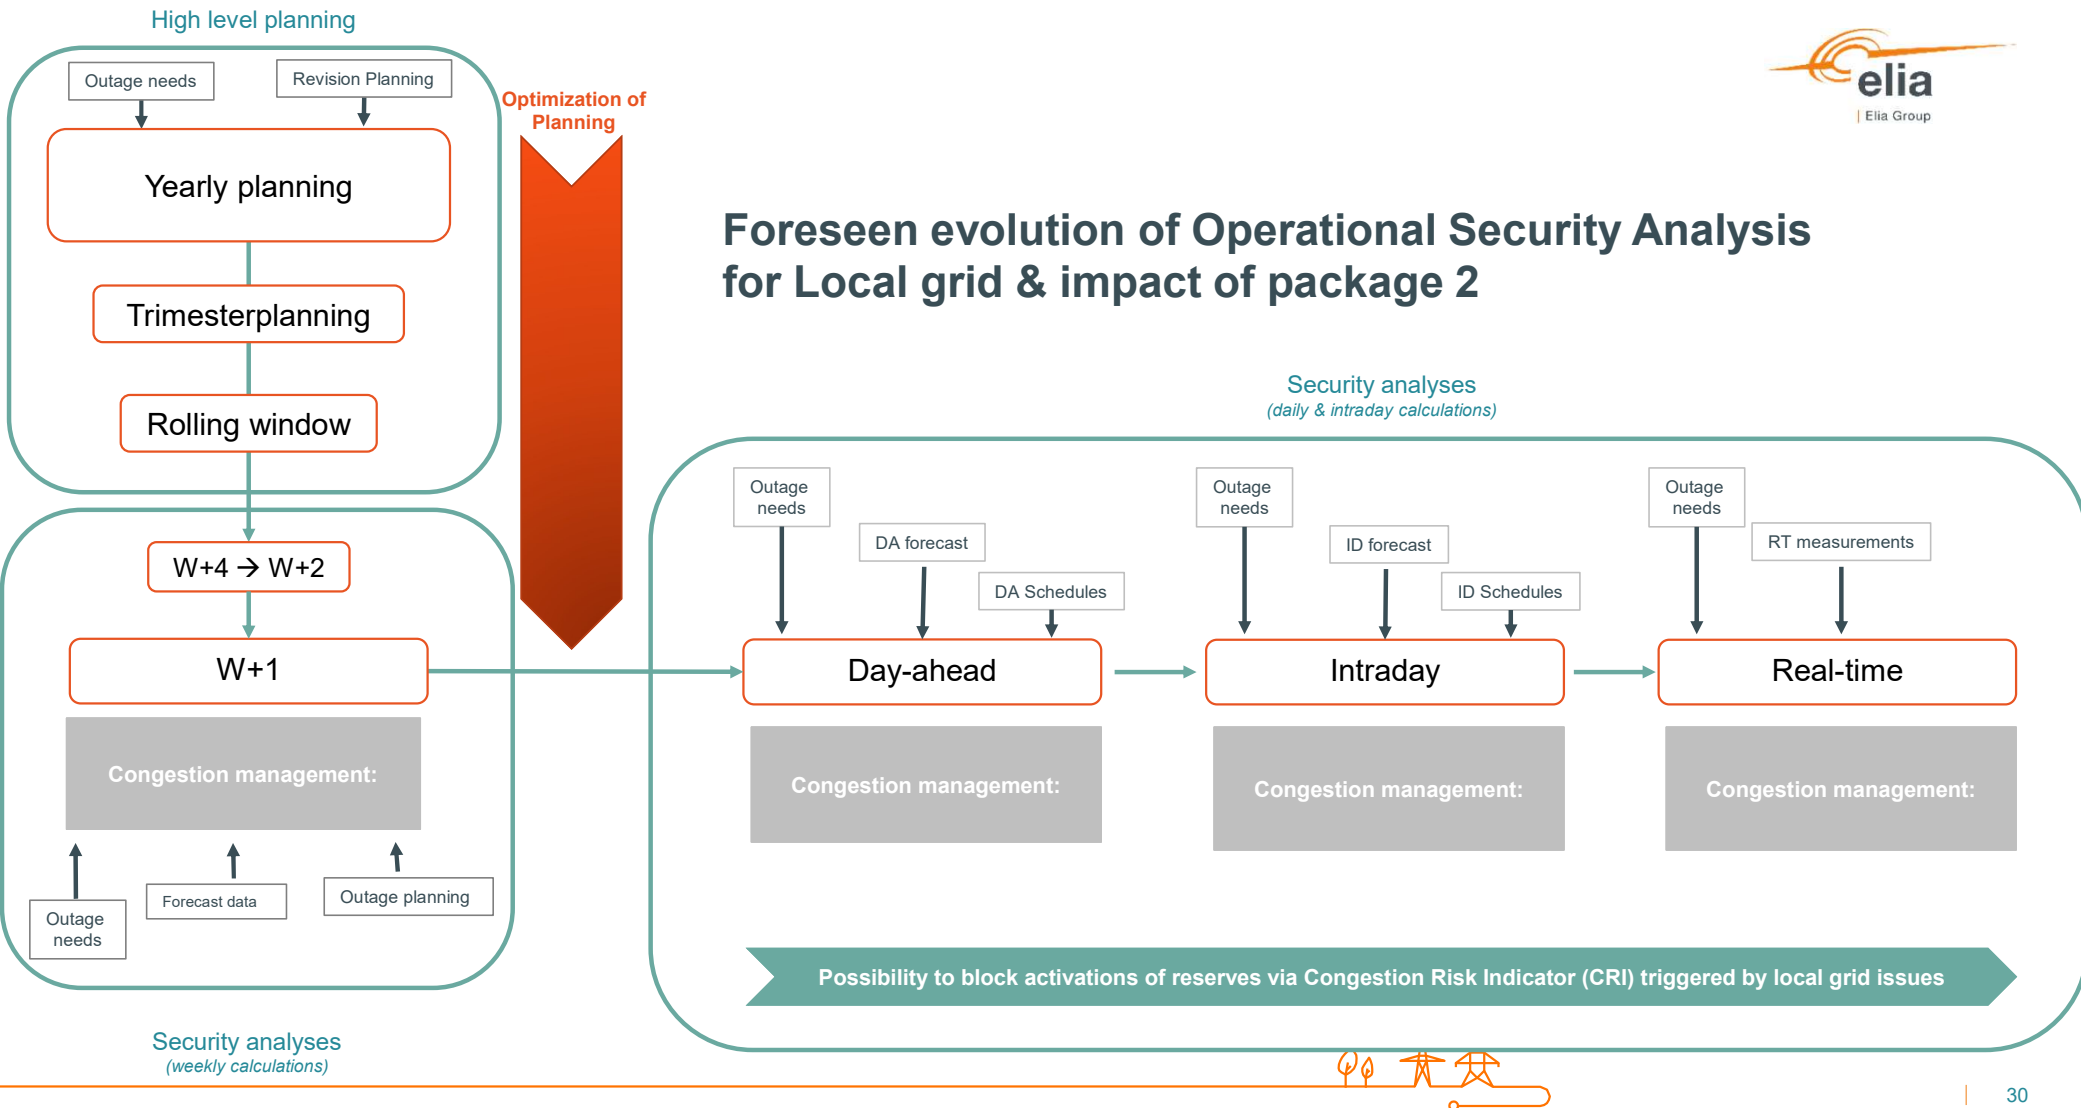 High level planning
Outage needs
Revision Planning
Yearly planning
Trimesterplanning
Rolling window
Optimization of
Planning
elia
| Elia Group
Foreseen evolution of Operational Security Analysis
for Local grid & impact of package 2
W+4 → W+2
W+1
Congestion management:
Outage
needs
Forecast data
Outage planning
Security analyses
(weekly calculations)
Security analyses
(daily & intraday calculations)
Outage
needs
DA forecast
DA Schedules
Day-ahead
Congestion management:
Outage
needs
ID forecast
ID Schedules
Intraday
Congestion management:
Outage
needs
RT measurements
Real-time
Congestion management:
Possibility to block activations of reserves via Congestion Risk Indicator (CRI) triggered by local grid issues
30